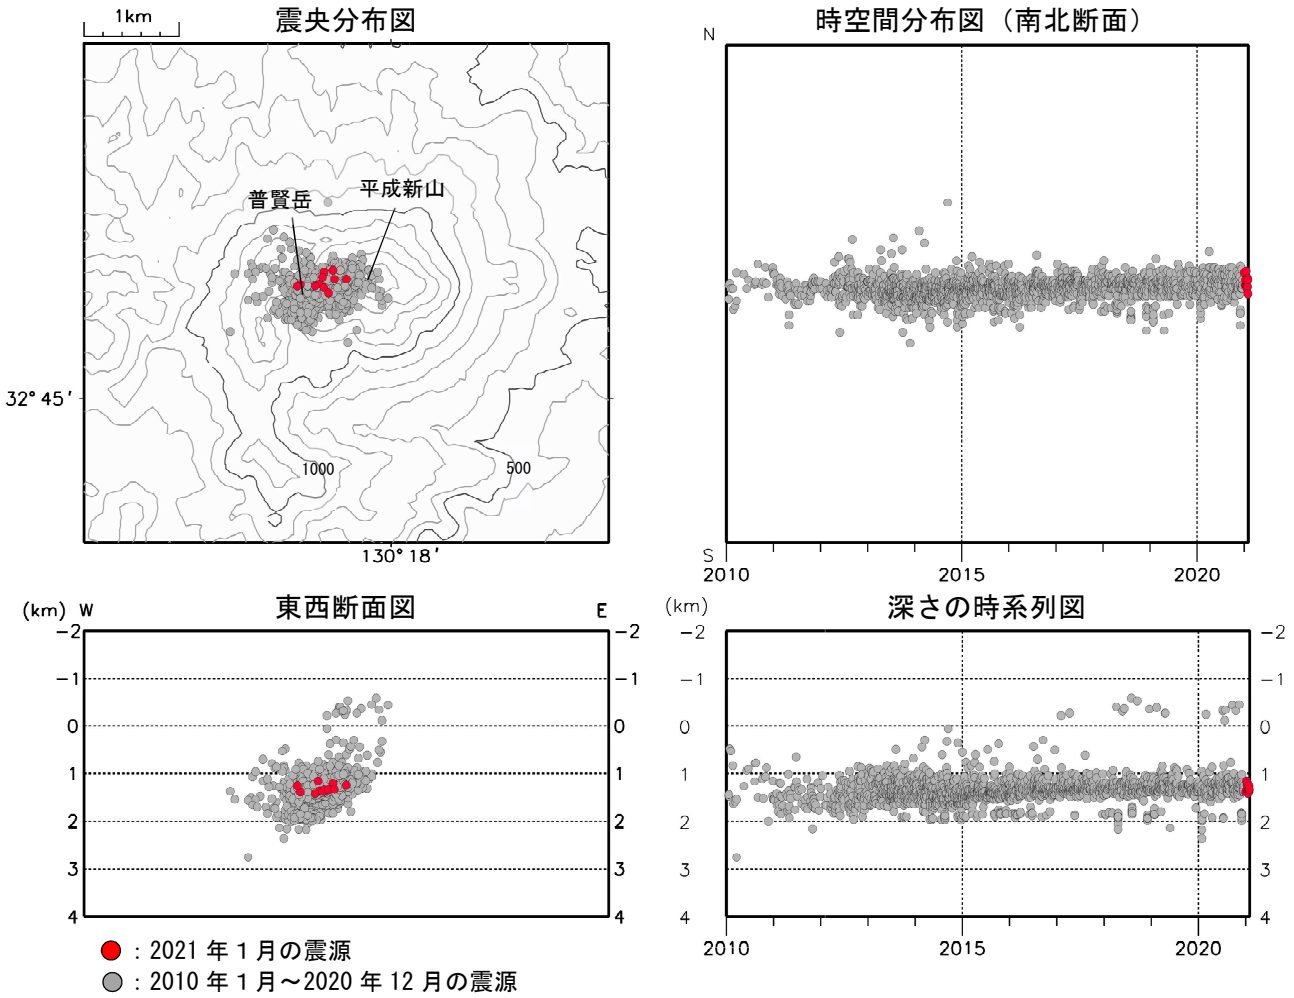 1km
震央分布図
普賢岳
平成新山
32°45′
1000
500
130°18′
時空間分布図（南北断面）
N
S
2010
2015
2020
東西断面図
(km) W
E
-2
-1
0
1
2
3
4
-2
-1
0
1
2
3
4
深さの時系列図
(km)
-2
-1
0
1
2
3
4
-2
-1
0
1
2
3
4
2010
2015
2020
：2021 年 1 月の震源
：2010 年 1 月～2020 年 12 月の震源